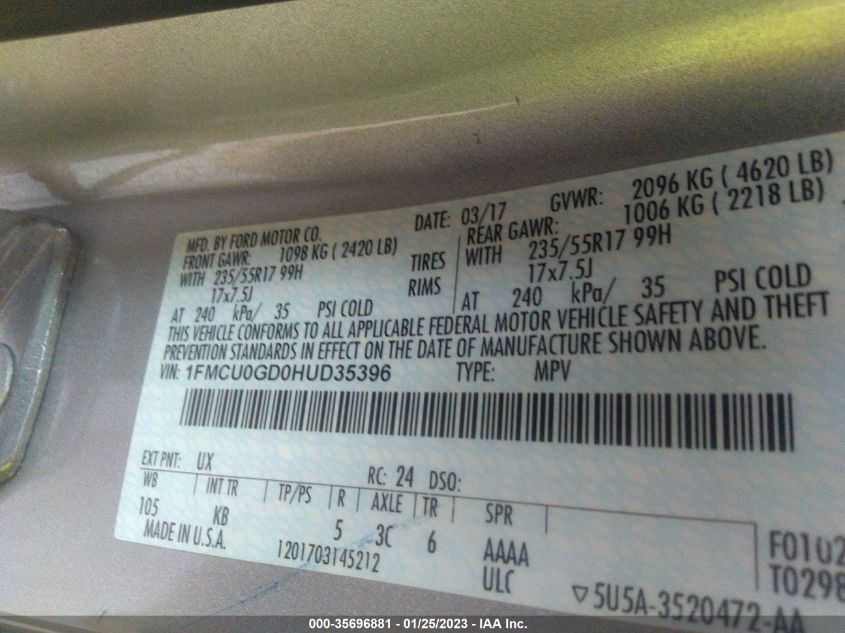 MFD. BY FORD MOTOR CO.
DATE: 03/17 GVWR: 2096 KG ( 4620 LB)
FRONT GAWR: 1098 KG ( 2420 LB)
REAR GAWR: 1006 KG ( 2218 LB)
WITH 235/55R17 99H TIRES WITH 235/55R17 99H
17x7.5J RIMS 17x7.5J
AT 240 kPa/ 35 PSI COLD AT 240 kPa/ 35 PSI COLD
THIS VEHICLE CONFORMS TO ALL APPLICABLE FEDERAL MOTOR VEHICLE SAFETY AND THEFT
PREVENTION STANDARDS IN EFFECT ON THE DATE OF MANUFACTURE SHOWN ABOVE.
VIN: 1FMCU0GD0HUD35396 TYPE: MPV
EXT PNT: UX RC: 24 DSO:
WB INT TR TP/PS R AXLE TR SPR
105 KB 5 3C 6 AAAA
MADE IN U.S.A. 1201703145212 ULC
F0102
T0298
5U5A-3520472-AA
000-35696881 / 01/25/2023 - IAA Inc.